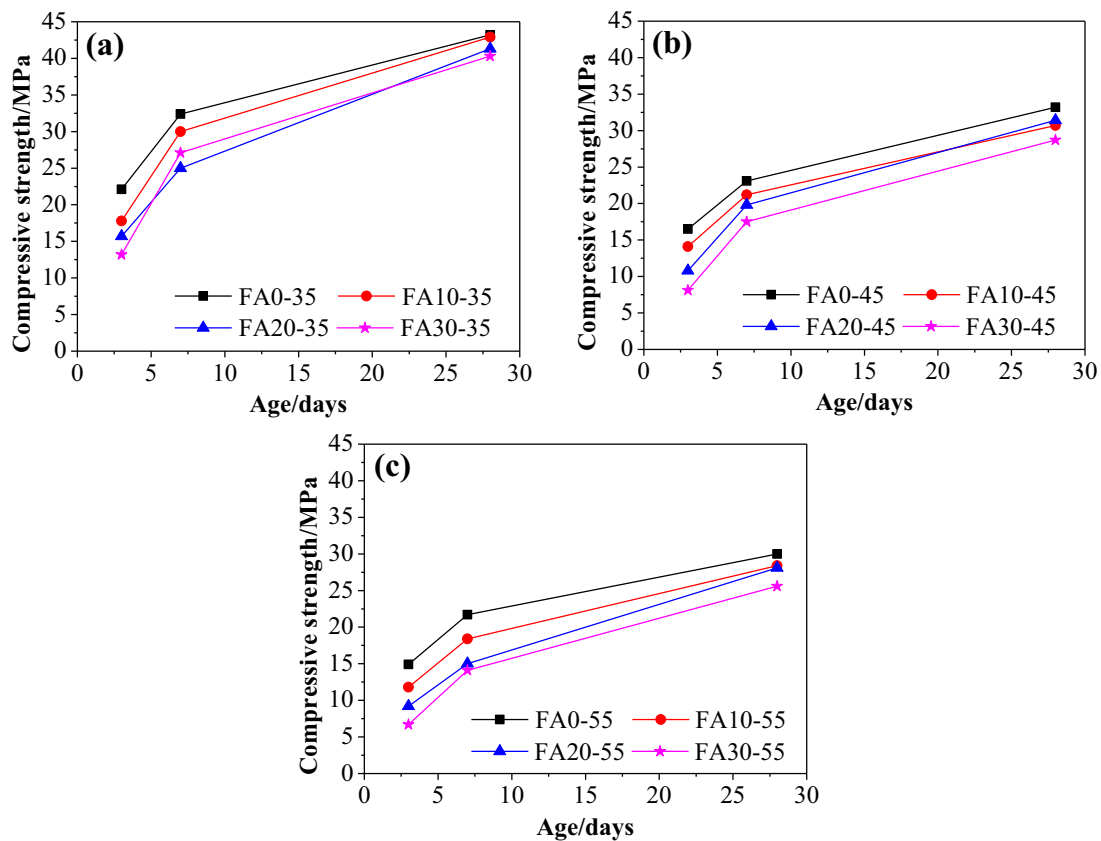 (a)
Compressive strength/MPa
45
40
35
30
25
20
15
10
5
0
FA0-35 FA10-35
FA20-35 FA30-35
0 5 10 15 20 25 30
Age/days
(b)
Compressive strength/MPa
45
40
35
30
25
20
15
10
5
0
FA0-45 FA10-45
FA20-45 FA30-45
0 5 10 15 20 25 30
Age/days
(c)
Compressive strength/MPa
45
40
35
30
25
20
15
10
5
0
FA0-55 FA10-55
FA20-55 FA30-55
0 5 10 15 20 25 30
Age/days